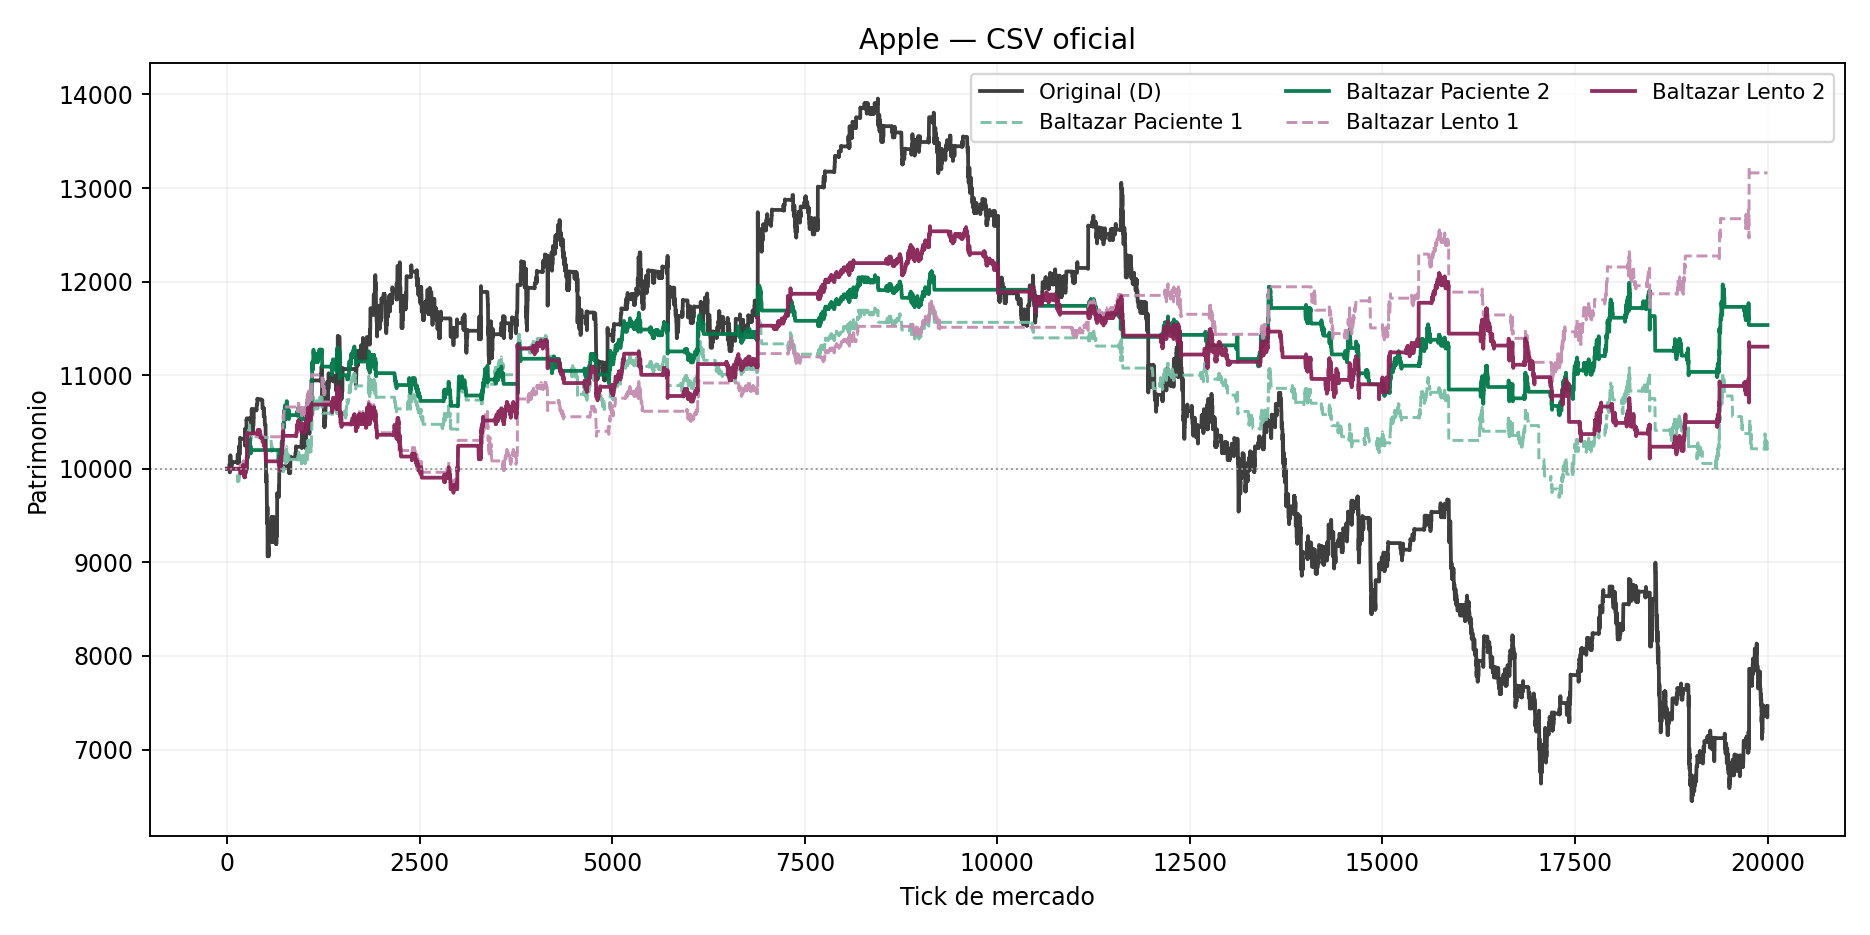 Apple — CSV oficial
Original (D)
Baltazar Paciente 1
Baltazar Paciente 2
Baltazar Lento 1
Baltazar Lento 2
Patrimonio
14000
13000
12000
11000
10000
9000
8000
7000
0 2500 5000 7500 10000 12500 15000 17500 20000
Tick de mercado